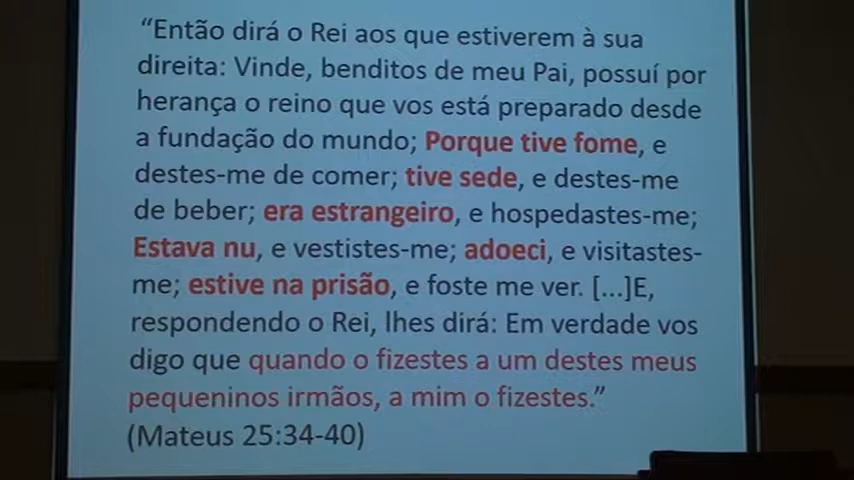 “Então dirá o Rei aos que estiverem à sua
direita: Vinde, benditos de meu Pai, possuí por
herança o reino que vos está preparado desde
a fundação do mundo; Porque tive fome, e
destes-me de comer; tive sede, e destes-me
de beber; era estrangeiro, e hospedastes-me;
Estava nu, e vestistes-me; adoeci, e visitastes-
me; estive na prisão, e foste me ver. [...]E,
respondendo o Rei, lhes dirá: Em verdade vos
digo que quando o fizestes a um destes meus
pequeninos irmãos, a mim o fizestes.”
(Mateus 25:34-40)